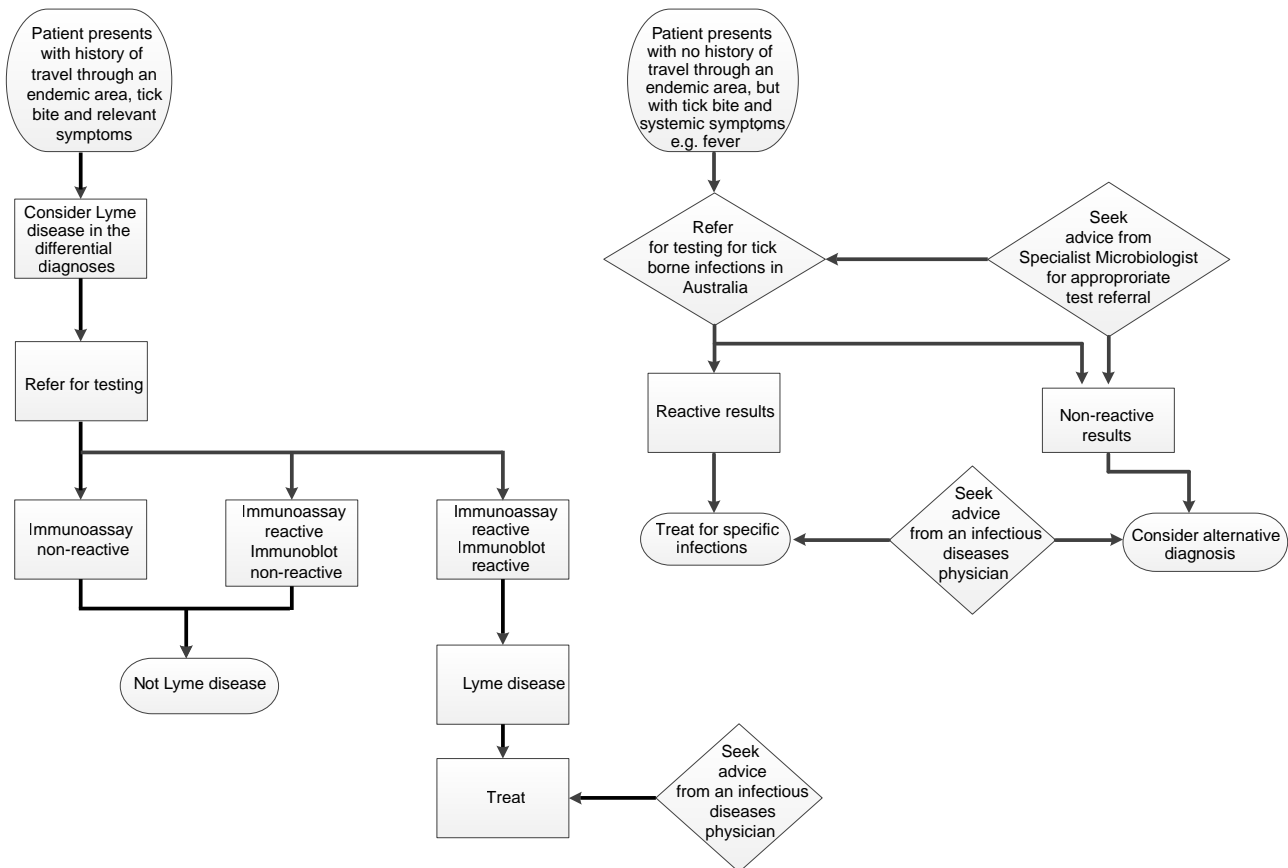 Patient presents
with history of
travel through an
endemic area, tick
bite and relevant
symptoms
Consider Lyme
disease in the
differential
diagnoses
Refer for testing
Immunoassay
non-reactive
Immunoassay
reactive
Immunoblot
non-reactive
Immunoassay
reactive
Immunoblot
reactive
Not Lyme disease
Lyme disease
Treat
Seek
advice
from an infectious
diseases
physician
Patient presents
with no history of
travel through an
endemic area, but
with tick bite and
systemic symptoms
e.g. fever
Refer
for testing for tick
borne infections in
Australia
Seek
advice from
Specialist Microbiologist
for approproriate
test referral
Reactive results
Non-reactive
results
Treat for specific
infections
Seek
advice
from an infectious
diseases
physician
Consider alternative
diagnosis